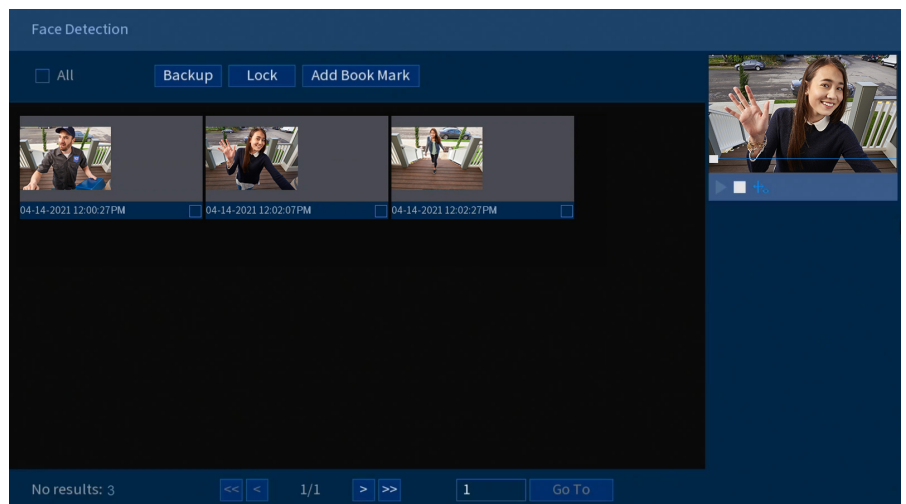 Face Detection
All Backup Lock Add Book Mark
04-14-2021 12:00:27PM 04-14-2021 12:02:07PM 04-14-2021 12:02:27PM
No results: 3 << < 1/1 > >> 1 Go To